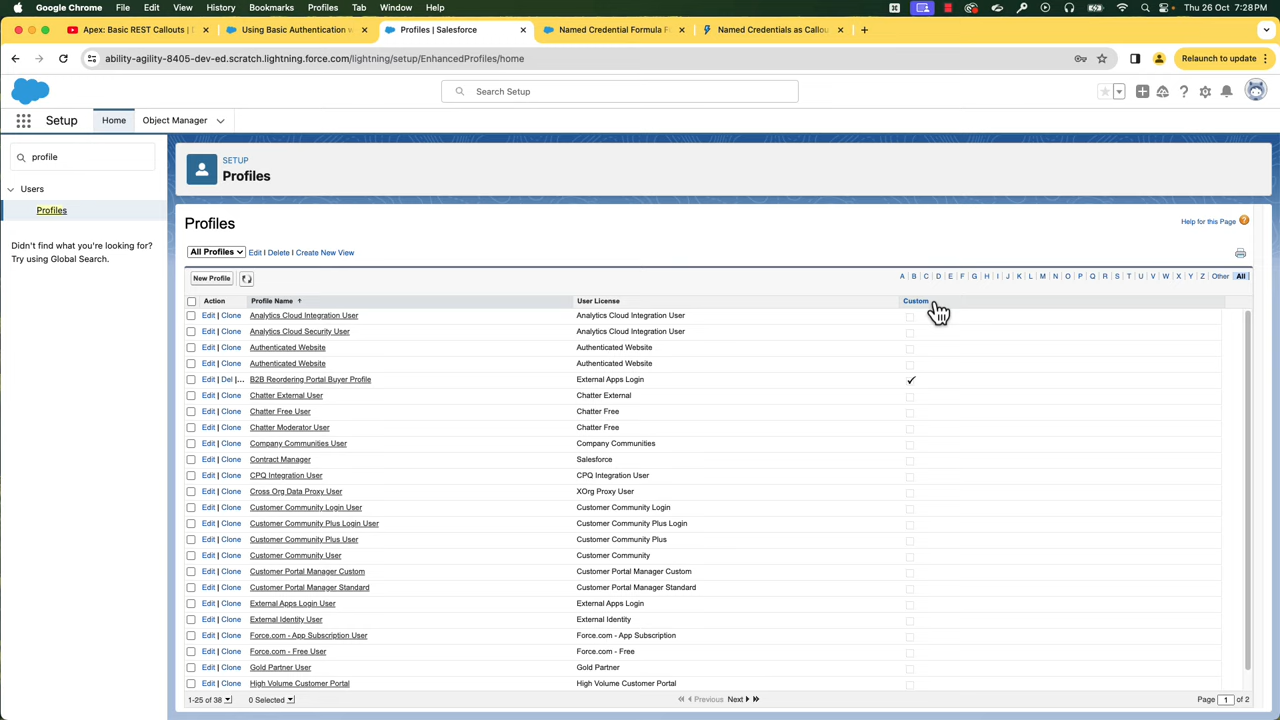 Google Chrome File Edit View History Bookmarks Profiles Tab Window Help Thu 26 Oct 7:28 PM
Apex: Basic REST Callouts | Using Basic Authentication w Profiles | Salesforce Named Credential Formula F Named Credentials as Callou
ability-agility-8405-dev-ed.scratch.lightning.force.com/lightning/setup/EnhancedProfiles/home Relaunch to update
Search Setup
Setup Home Object Manager
profile
Users
Profiles
Didn't find what you're looking for?
Try using Global Search.
SETUP
Profiles
Profiles
Help for this Page
All Profiles Edit | Delete | Create New View
New Profile A B C D E F G H I J K L M N O P Q R S T U V W X Y Z Other All
Action Profile Name User License Custom
Edit | Clone Analytics Cloud Integration User Analytics Cloud Integration User
Edit | Clone Analytics Cloud Security User Analytics Cloud Integration User
Edit | Clone Authenticated Website Authenticated Website
Edit | Clone Authenticated Website Authenticated Website
Edit | Del |... B2B Reordering Portal Buyer Profile External Apps Login
Edit | Clone Chatter External User Chatter External
Edit | Clone Chatter Free User Chatter Free
Edit | Clone Chatter Moderator User Chatter Free
Edit | Clone Company Communities User Company Communities
Edit | Clone Contract Manager Salesforce
Edit | Clone CPQ Integration User CPQ Integration User
Edit | Clone Cross Org Data Proxy User XOrg Proxy User
Edit | Clone Customer Community Login User Customer Community Login
Edit | Clone Customer Community Plus Login User Customer Community Plus Login
Edit | Clone Customer Community Plus User Customer Community Plus
Edit | Clone Customer Community User Customer Community
Edit | Clone Customer Portal Manager Custom Customer Portal Manager Custom
Edit | Clone Customer Portal Manager Standard Customer Portal Manager Standard
Edit | Clone External Apps Login User External Apps Login
Edit | Clone External Identity User External Identity
Edit | Clone Force.com - App Subscription User Force.com - App Subscription
Edit | Clone Force.com - Free User Force.com - Free
Edit | Clone Gold Partner User Gold Partner
Edit | Clone High Volume Customer Portal High Volume Customer Portal
1-25 of 38 0 Selected Previous Next Page 1 of 2